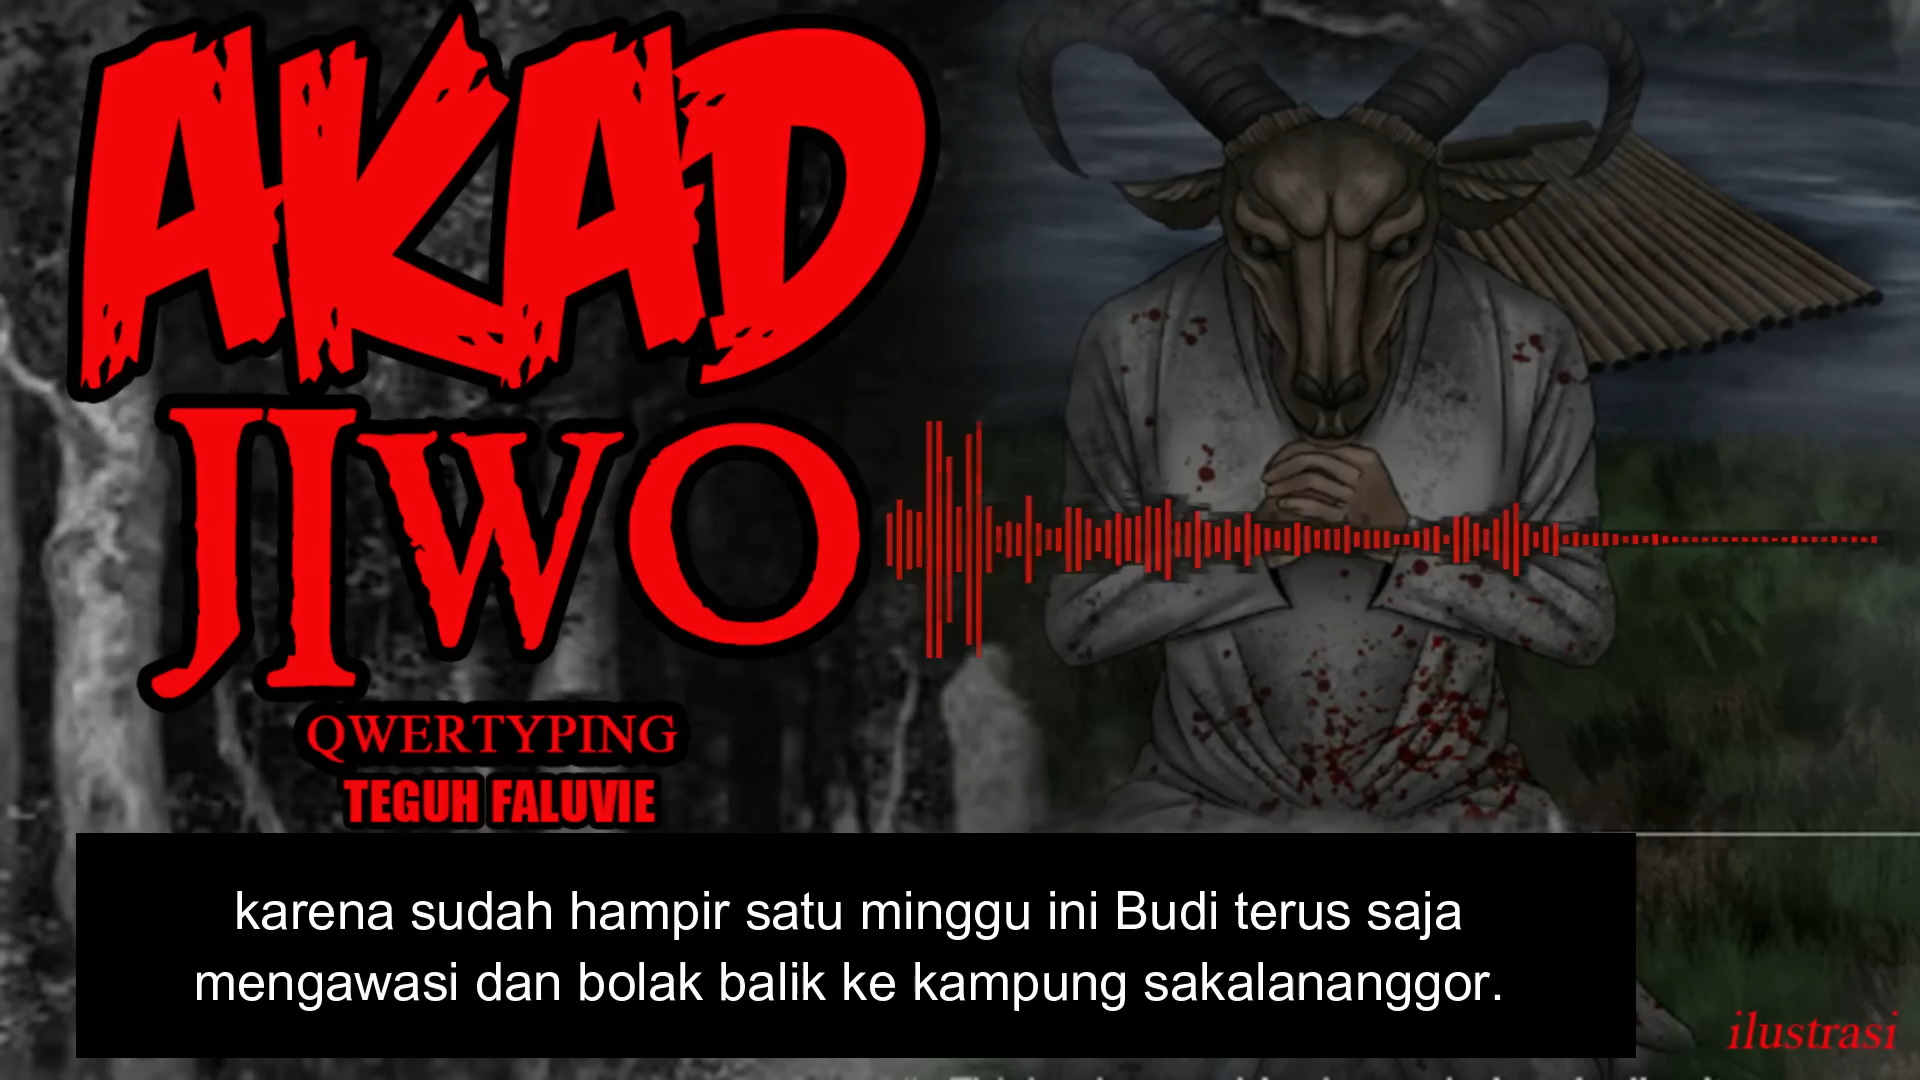 AKAD
JIWO
QWERTYPING
TEGUH FALUVIE
karena sudah hampir satu minggu ini Budi terus saja
mengawasi dan bolak balik ke kampung sakalananggor.
ilustrasi